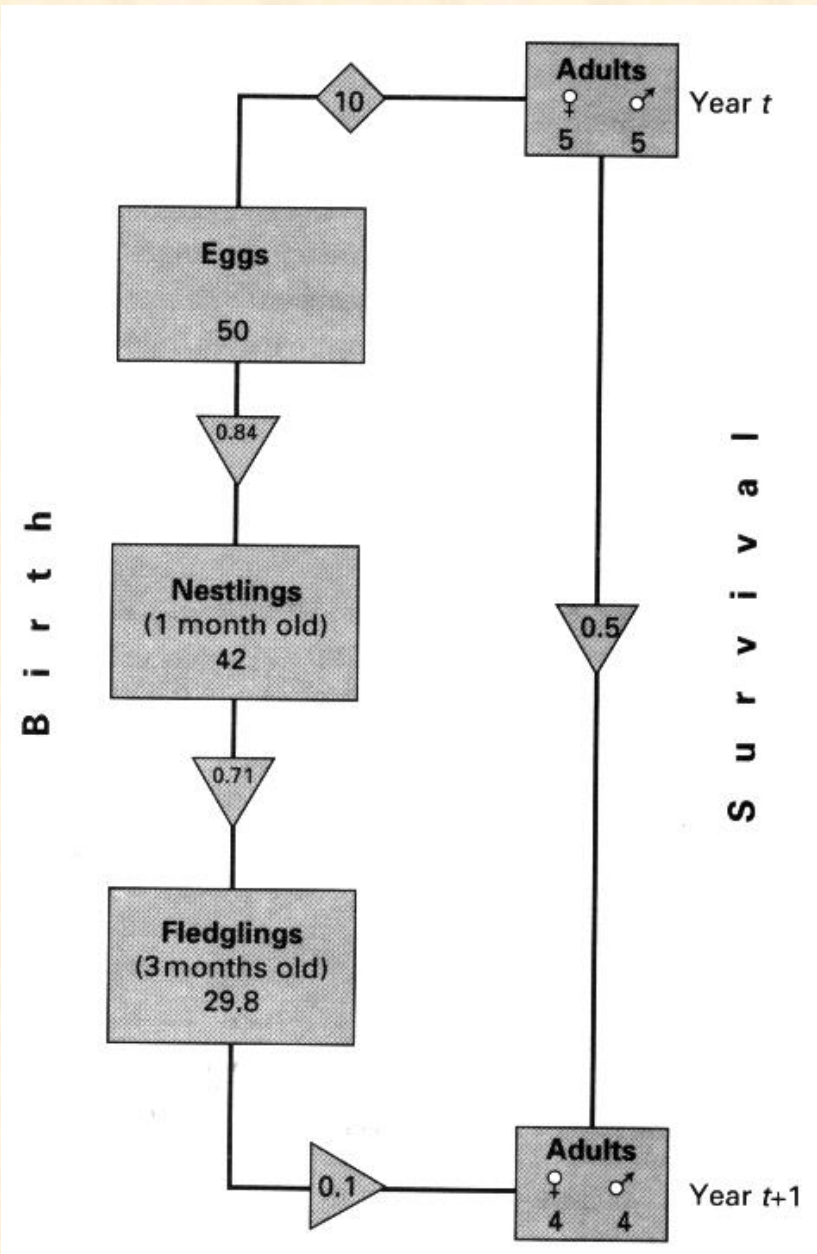 Adults
♀ ♂
5 5
Year t
10
Eggs
50
0.84
Nestlings
(1 month old)
42
0.71
Fledglings
(3 months old)
29.8
0.1
Birth
Survival
0.5
Adults
♀ ♂
4 4
Year t+1